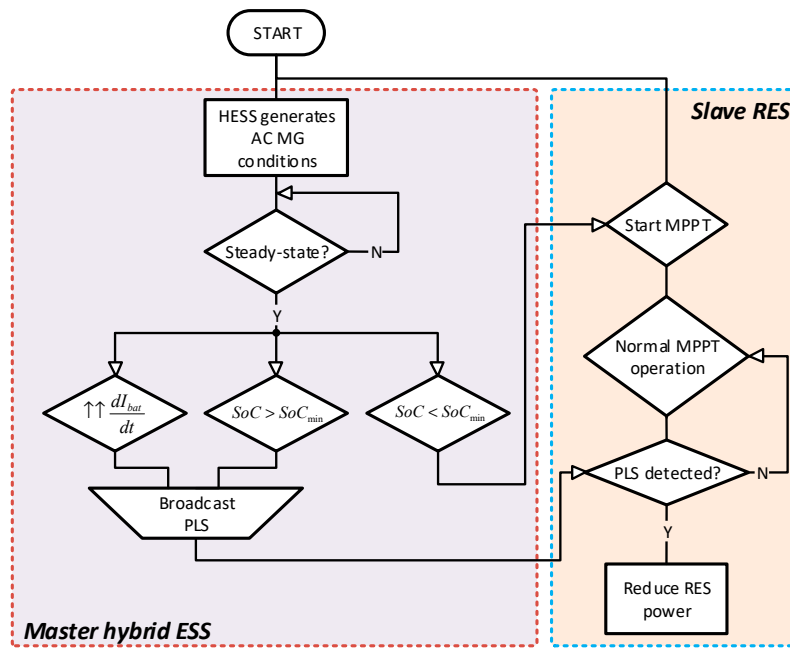 START
HESS generates
AC MG
conditions
Slave RES
Start MPPT
Steady-state?
N
Y
Normal MPPT
operation
↑↑ dI_bat/dt
SoC > SoC_min
SoC < SoC_min
PLS detected?
N
Broadcast
PLS
Y
Reduce RES
power
Master hybrid ESS